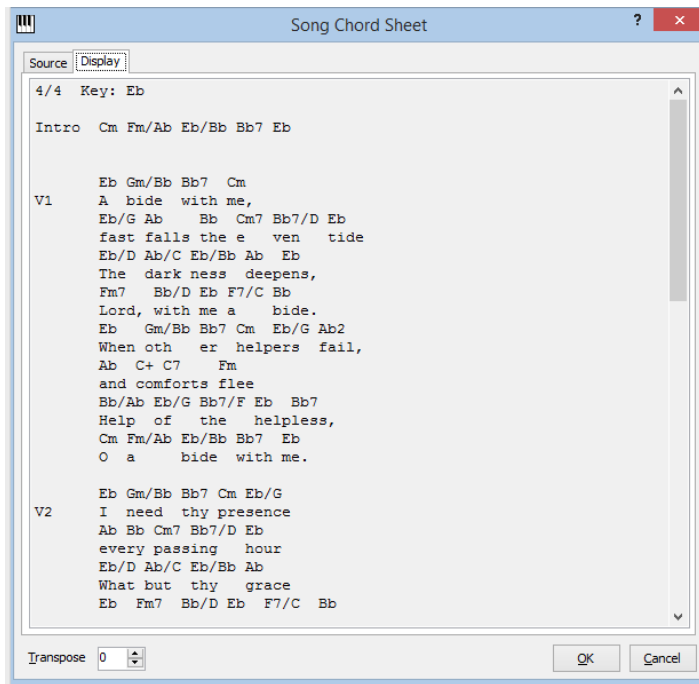 Song Chord Sheet
? ×
Source Display
4/4 Key: Eb
Intro Cm Fm/Ab Eb/Bb Bb7 Eb
Eb Gm/Bb Bb7 Cm
V1 A bide with me,
Eb/G Ab Bb Cm7 Bb7/D Eb
fast falls the e ven tide
Eb/D Ab/C Eb/Bb Ab Eb
The dark ness deepens,
Fm7 Bb/D Eb F7/C Bb
Lord, with me a bide.
Eb Gm/Bb Bb7 Cm Eb/G Ab2
When oth er helpers fail,
Ab C+ C7 Fm
and comforts flee
Bb/Ab Eb/G Bb7/F Eb Bb7
Help of the helpless,
Cm Fm/Ab Eb/Bb Bb7 Eb
O a bide with me.
Eb Gm/Bb Bb7 Cm Eb/G
V2 I need thy presence
Ab Bb Cm7 Bb7/D Eb
every passing hour
Eb/D Ab/C Eb/Bb Ab
What but thy grace
Eb Fm7 Bb/D Eb F7/C Bb
Transpose 0 OK Cancel